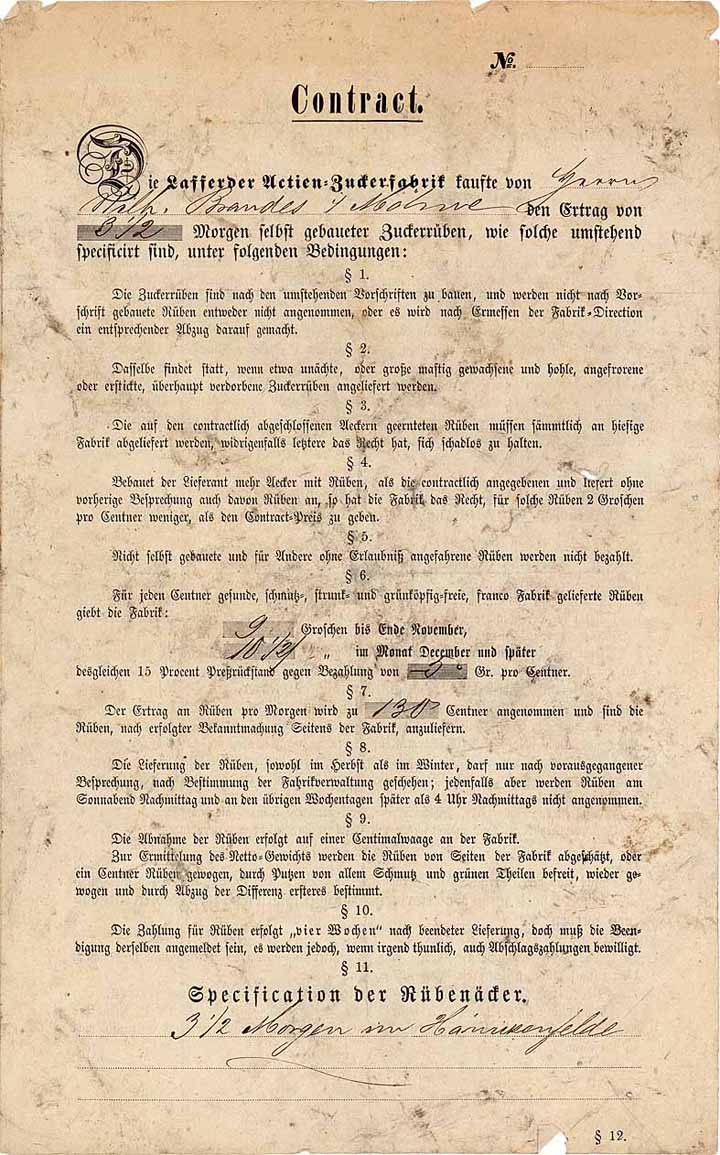 No.
Contract.
Die Lafferder Actien-Zuckerfabrik kaufte von Herrn
Wilh. Brandes i/ Mölme den Ertrag von
3 1/2 Morgen selbst gebaueter Zuckerrüben, wie solche umstehend
specificirt sind, unter folgenden Bedingungen:
§ 1.
Die Zuckerrüben sind nach den umstehenden Vorschriften zu bauen, und werden nicht nach Vor-
schrift gebauete Rüben entweder nicht angenommen, oder es wird nach Ermessen der Fabrik-Direction
ein entsprechender Abzug darauf gemacht.
§ 2.
Dasselbe findet statt, wenn etwa unächte, oder große mastig gewachsene und hohle, angefrorene
oder erstickte, überhaupt verdorbene Zuckerrüben angeliefert werden.
§ 3.
Die auf den contractlich abgeschlossenen Aeckern geernteten Rüben müssen sämmtlich an hiesige
Fabrik abgeliefert werden, widrigenfalls letztere das Recht hat, sich schadlos zu halten.
§ 4.
Bebauet der Lieferant mehr Aecker mit Rüben, als die contractlich angegebenen und liefert ohne
vorherige Besprechung auch davon Rüben an, so hat die Fabrik das Recht, für solche Rüben 2 Groschen
pro Centner weniger, als den Contract-Preis zu geben.
§ 5.
Nicht selbst gebauete und für Andere ohne Erlaubniß angefahrene Rüben werden nicht bezahlt.
§ 6.
Für jeden Centner gesunde, schmutz-, strunk- und grünköpfig-freie, franco Fabrik gelieferte Rüben
giebt die Fabrik:
9 Groschen bis Ende November,
10 1/2 „ im Monat December und später
desgleichen 15 Procent Preßrückstand gegen Bezahlung von 3 Gr. pro Centner.
§ 7.
Der Ertrag an Rüben pro Morgen wird zu 130 Centner angenommen und sind die
Rüben, nach erfolgter Bekanntmachung Seitens der Fabrik, anzuliefern.
§ 8.
Die Lieferung der Rüben, sowohl im Herbst als im Winter, darf nur nach vorausgegangener
Besprechung, nach Bestimmung der Fabrikverwaltung geschehen; jedenfalls aber werden Rüben am
Sonnabend Nachmittag und an den übrigen Wochentagen später als 4 Uhr Nachmittags nicht angenommen.
§ 9.
Die Abnahme der Rüben erfolgt auf einer Centimalwaage an der Fabrik.
Zur Ermittelung des Netto-Gewichts werden die Rüben von Seiten der Fabrik abgeschätzt, oder
ein Centner Rüben gewogen, durch Putzen von allem Schmutz und grünen Theilen befreit, wieder ge-
wogen und durch Abzug der Differenz ersteres bestimmt.
§ 10.
Die Zahlung für Rüben erfolgt „vier Wochen“ nach beendeter Lieferung, doch muß die Been-
digung derselben angemeldet sein, es werden jedoch, wenn irgend thunlich, auch Abschlagszahlungen bewilligt.
§ 11.
Specification der Rübenäcker.
3 1/2 Morgen im
§ 12.